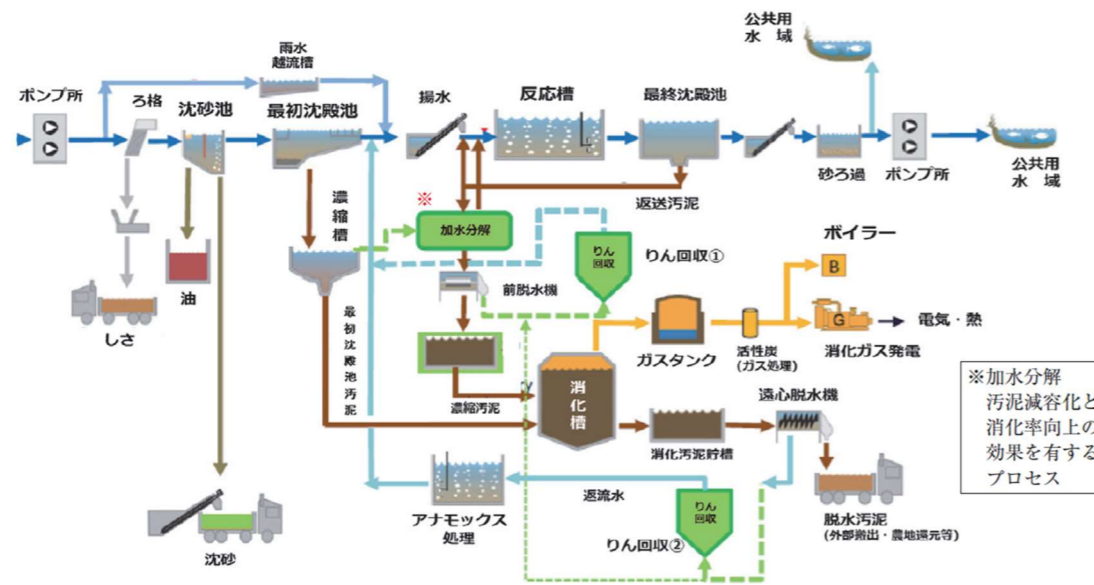 公共用
水　域
雨水
越流槽
ポンプ所
ろ格
沈砂池
最初沈殿池
揚水
反応槽
最終沈殿池
砂ろ過
ポンプ所
公共用
水　域
返送汚泥
※
濃縮槽
加水分解
りん
回収
りん回収①
ボイラー
B
前脱水機
油
しさ
最初沈殿池汚泥
ガスタンク
活性炭
(ガス処理)
G
消化ガス発電
電気・熱
濃縮汚泥
消化槽
消化汚泥貯槽
遠心脱水機
※加水分解
汚泥減容化と
消化率向上の
効果を有する
プロセス
返流水
アナモックス
処理
りん
回収
りん回収②
脱水汚泥
(外部搬出・農地還元等)
沈砂